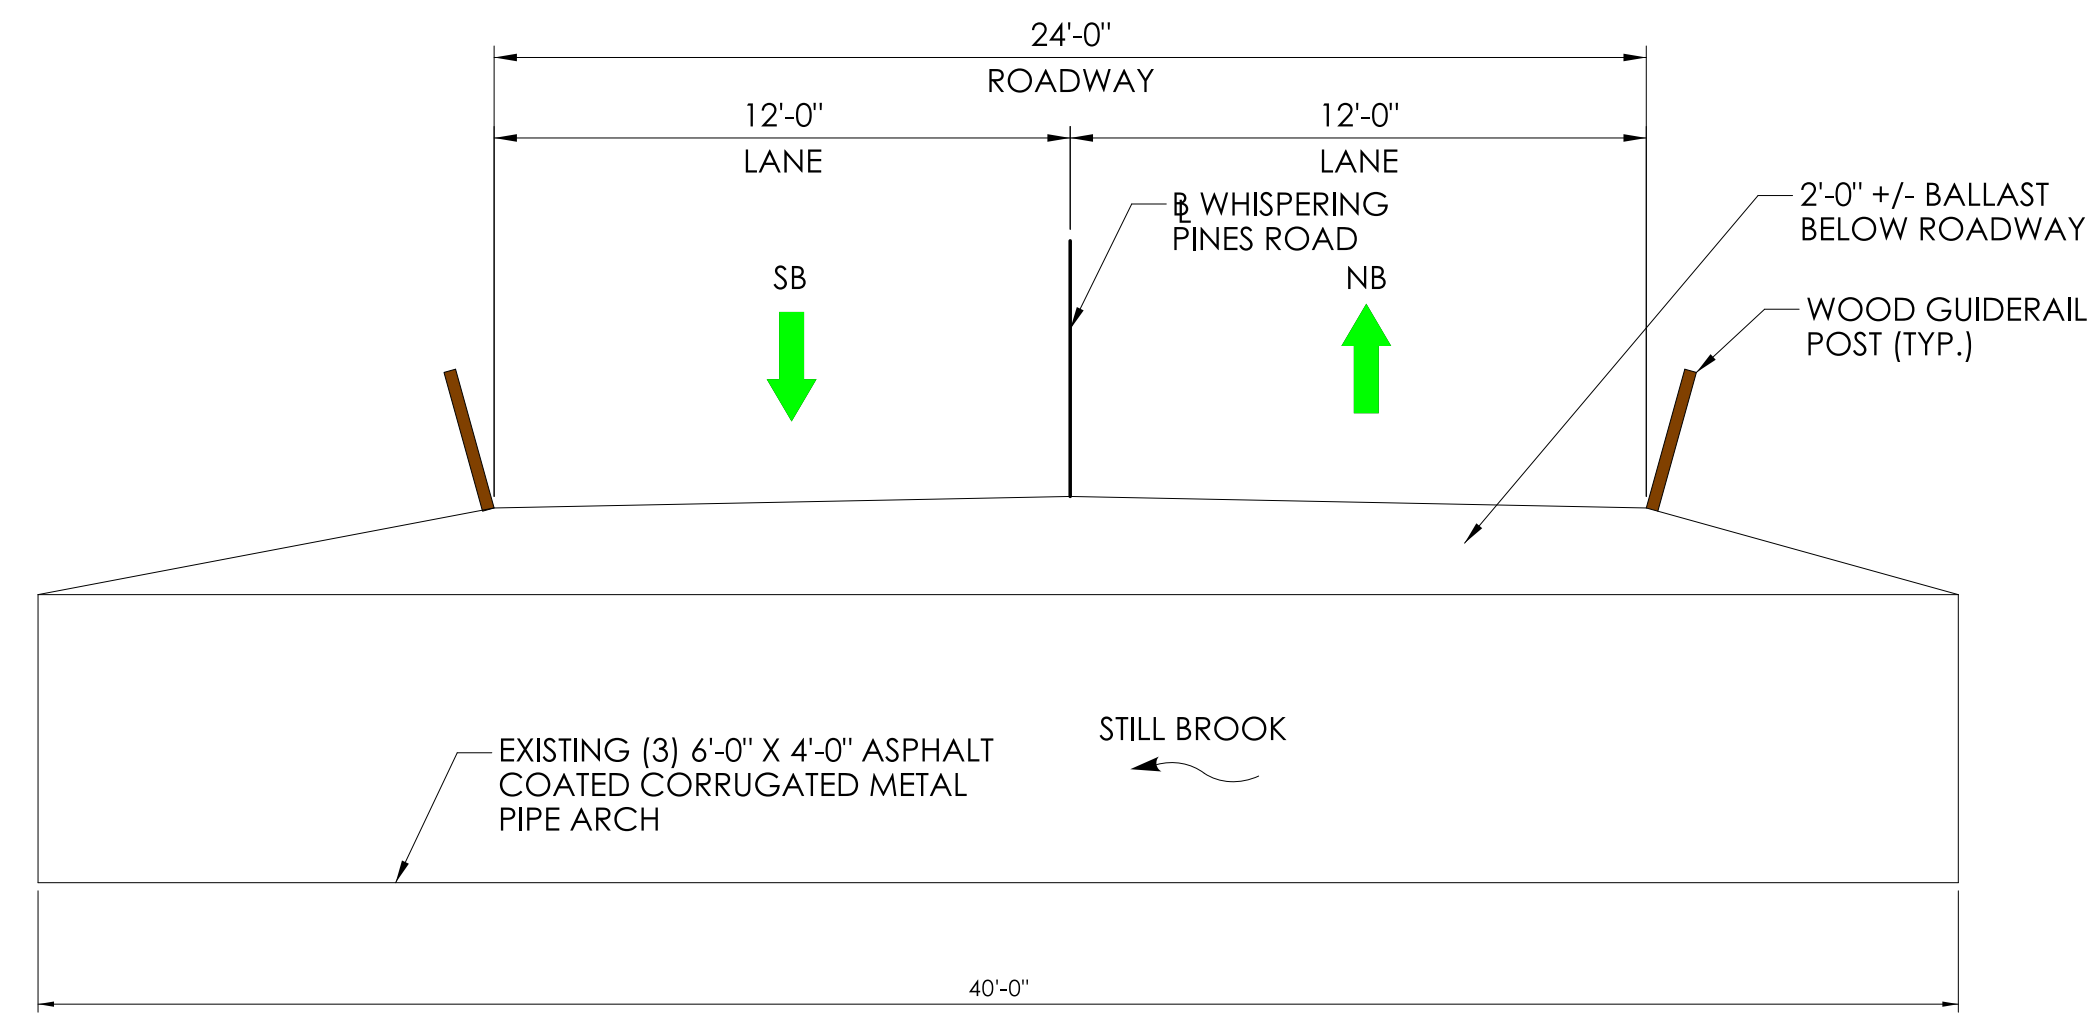 24'-0"
ROADWAY
12'-0"
LANE
12'-0"
LANE
BL WHISPERING
PINES ROAD
2'-0" +/- BALLAST
BELOW ROADWAY
SB
NB
WOOD GUIDERAIL
POST (TYP.)
STILL BROOK
EXISTING (3) 6'-0" X 4'-0" ASPHALT
COATED CORRUGATED METAL
PIPE ARCH
40'-0"